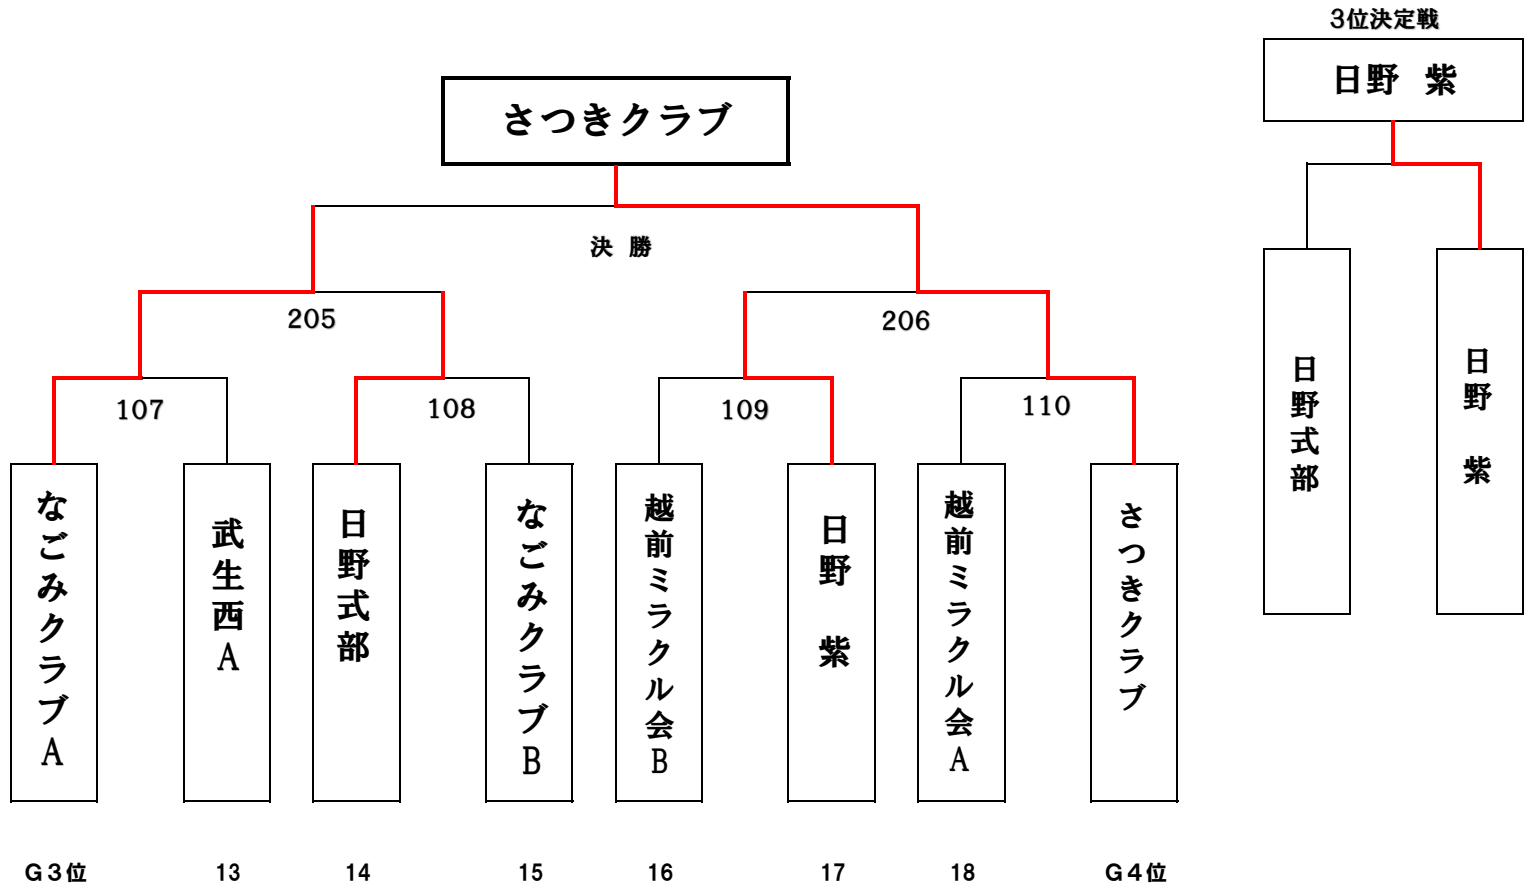 3位決定戦
日野 紫
さつきクラブ
決 勝
205
206
107
108
109
110
なごみクラブA
武生西A
日野式部
なごみクラブB
越前ミラクル会B
日野 紫
越前ミラクル会A
さつきクラブ
日野式部
日野 紫
G3位
13
14
15
16
17
18
G4位